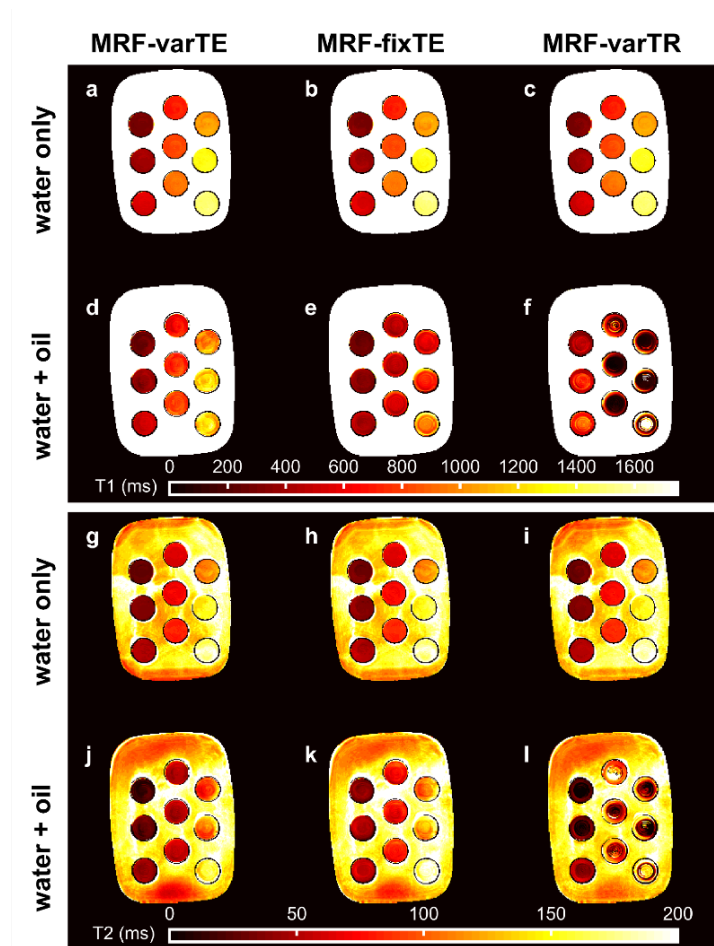 MRF-varTE MRF-fixTE MRF-varTR
water only
a b c
water + oil
d e f
0 200 400 600 800 1000 1200 1400 1600
T1 (ms)
water only
g h i
water + oil
j k l
0 50 100 150 200
T2 (ms)